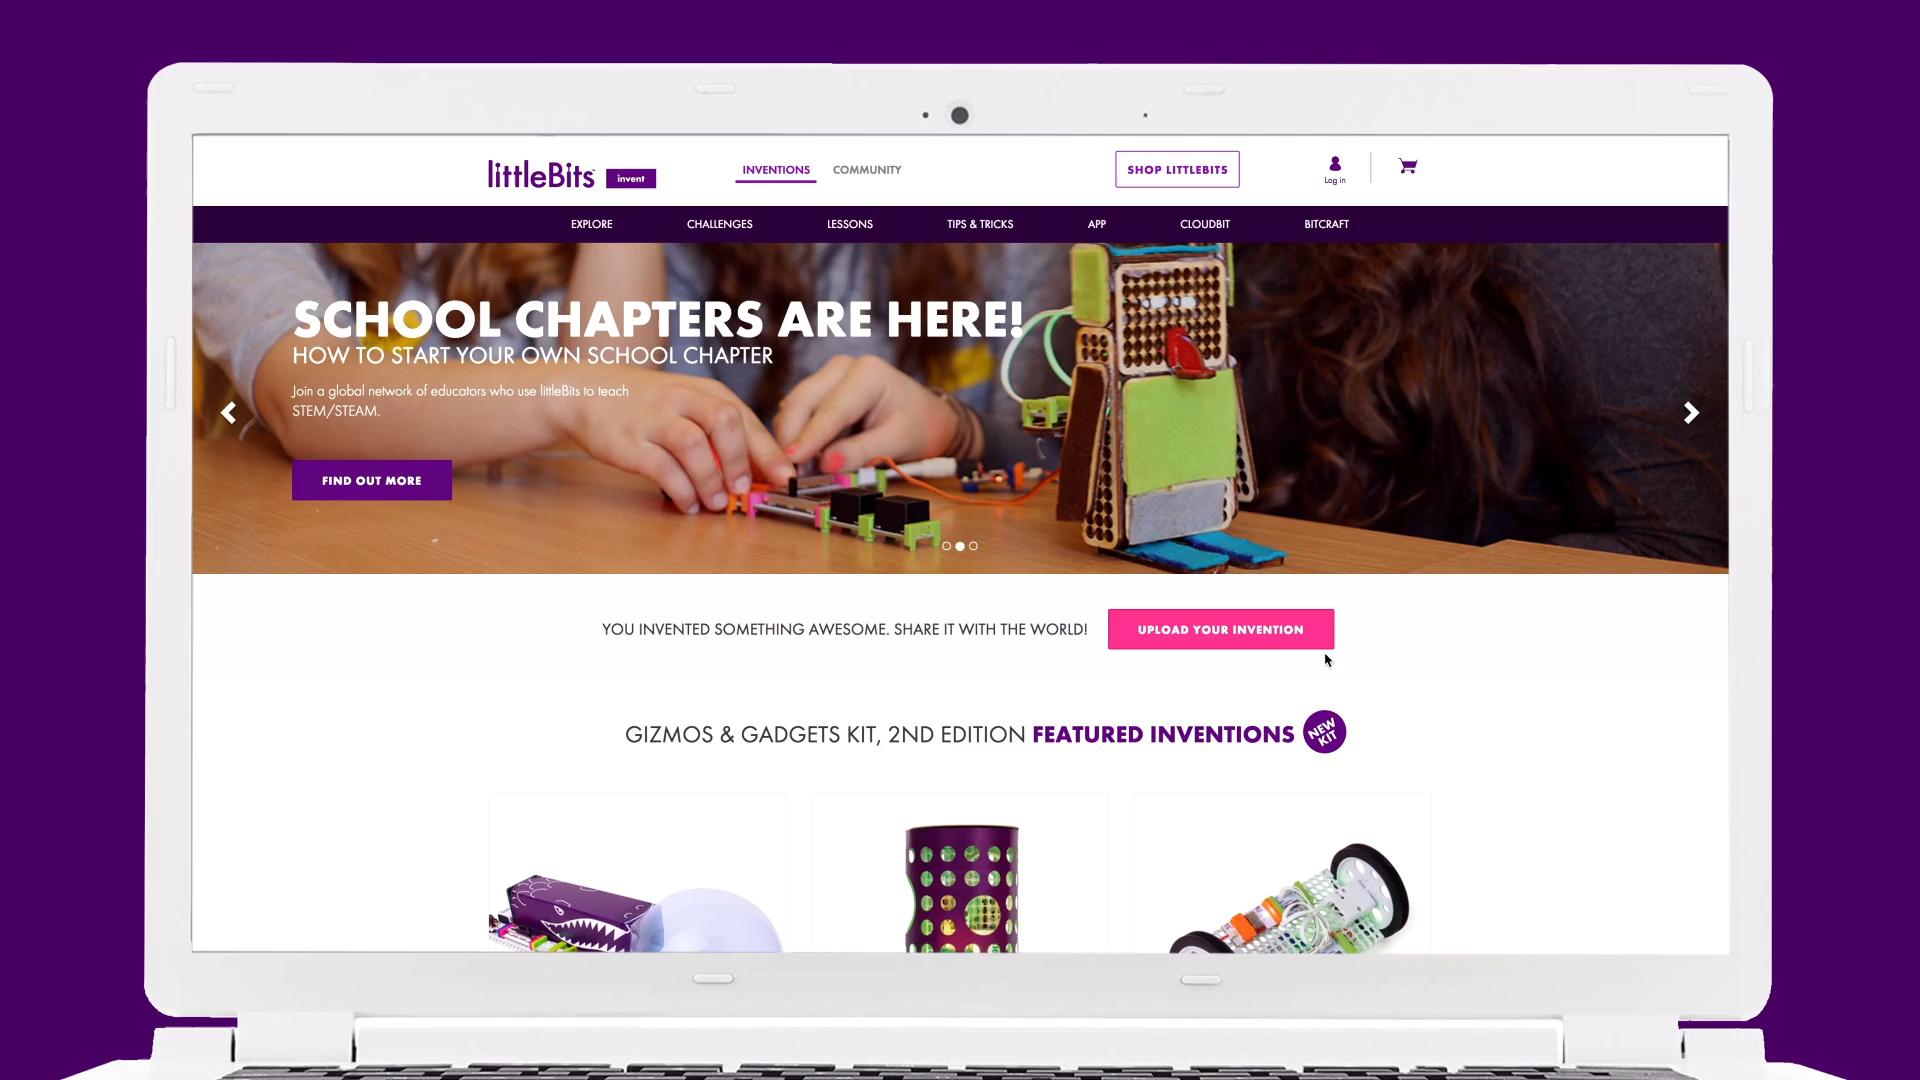 littleBits invent
INVENTIONS COMMUNITY
SHOP LITTLEBITS
Log in
EXPLORE CHALLENGES LESSONS TIPS & TRICKS APP CLOUDBIT BITCRAFT
SCHOOL CHAPTERS ARE HERE!
HOW TO START YOUR OWN SCHOOL CHAPTER
Join a global network of educators who use littleBits to teach
STEM/STEAM.
FIND OUT MORE
YOU INVENTED SOMETHING AWESOME. SHARE IT WITH THE WORLD!
UPLOAD YOUR INVENTION
GIZMOS & GADGETS KIT, 2ND EDITION FEATURED INVENTIONS
NEW
KIT